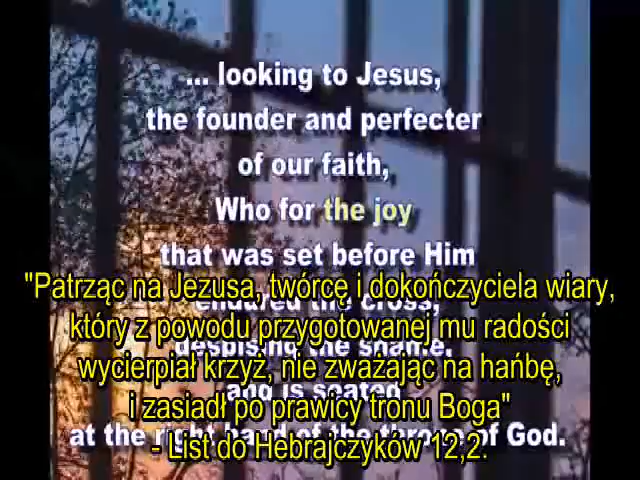 ... looking to Jesus,
the founder and perfecter
of our faith,
Who for the joy
that was set before Him
"Patrząc na Jezusa, twórcę i dokończyciela wiary,
endured the cross,
który z powodu przygotowanej mu radości
despising the shame,
wycierpiał krzyż, nie zważając na hańbę,
and is seated
i zasiadł po prawicy tronu Boga"
at the right hand of the throne of God.
- List do Hebrajczyków 12,2.